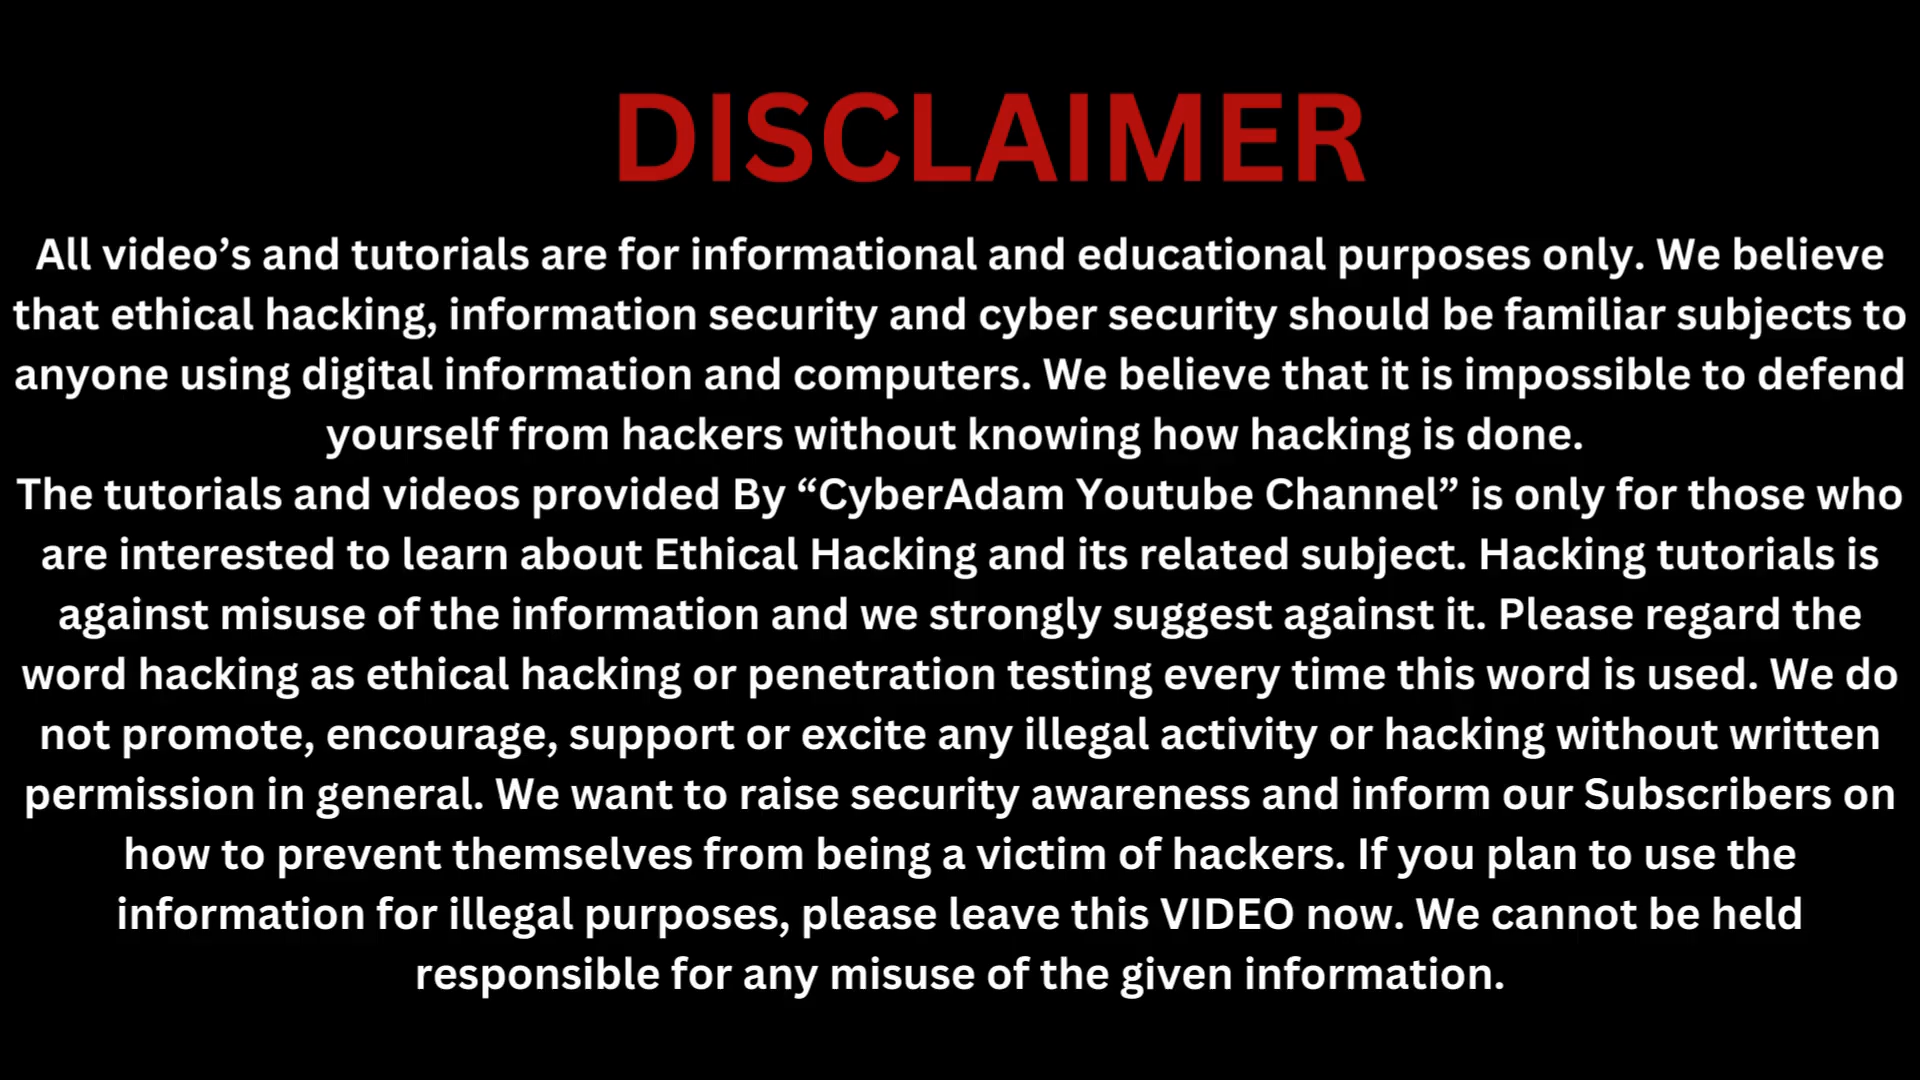 DISCLAIMER
All video’s and tutorials are for informational and educational purposes only. We believe
that ethical hacking, information security and cyber security should be familiar subjects to
anyone using digital information and computers. We believe that it is impossible to defend
yourself from hackers without knowing how hacking is done.
The tutorials and videos provided By “CyberAdam Youtube Channel” is only for those who
are interested to learn about Ethical Hacking and its related subject. Hacking tutorials is
against misuse of the information and we strongly suggest against it. Please regard the
word hacking as ethical hacking or penetration testing every time this word is used. We do
not promote, encourage, support or excite any illegal activity or hacking without written
permission in general. We want to raise security awareness and inform our Subscribers on
how to prevent themselves from being a victim of hackers. If you plan to use the
information for illegal purposes, please leave this VIDEO now. We cannot be held
responsible for any misuse of the given information.